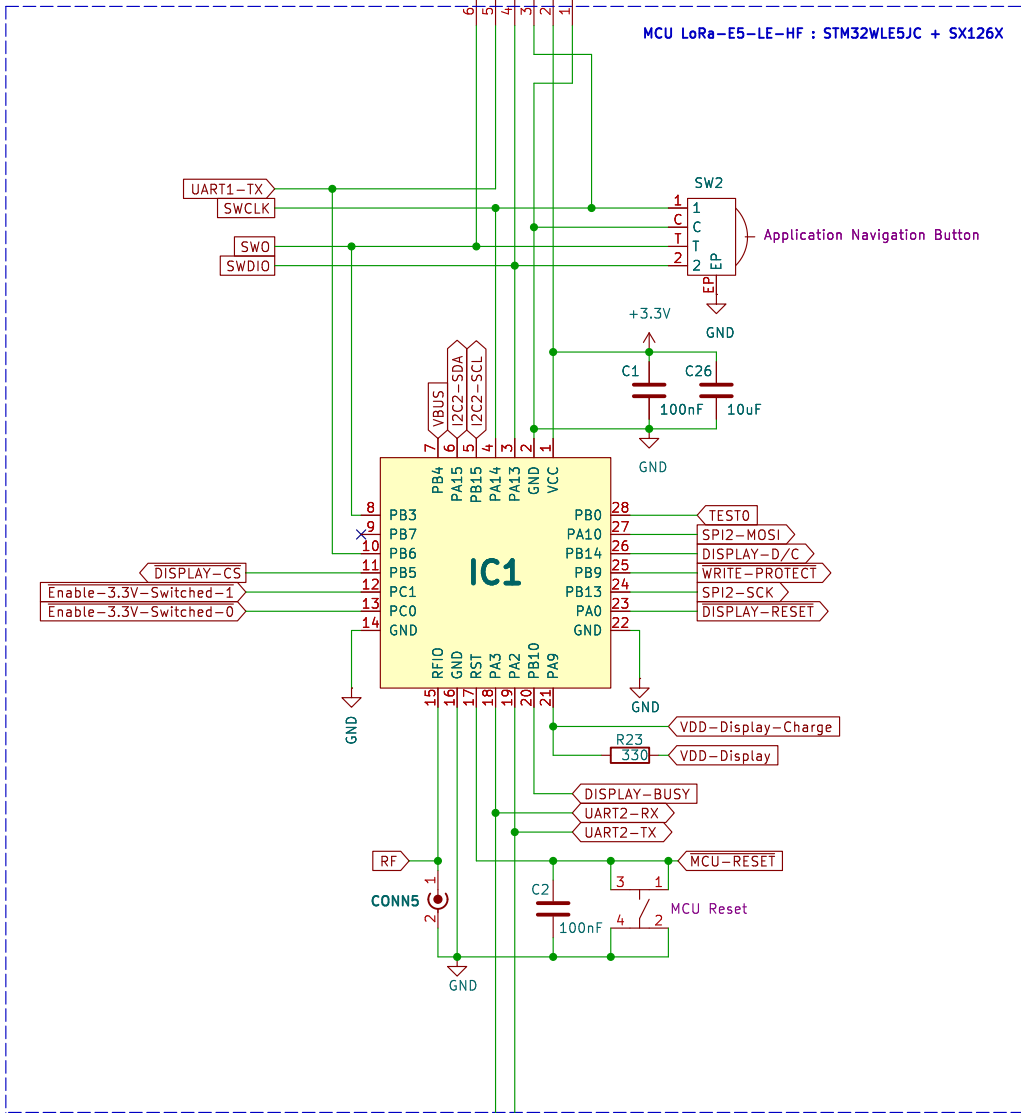 6 5 4 3 2 1
MCU LoRa-E5-LE-HF : STM32WLE5JC + SX126X
UART1-TX
SWCLK
SWO
SWDIO
SW2
1 1
C C
T T
2 2
EP
EP
Application Navigation Button
GND
+3.3V
C1
100nF
C26
10uF
GND
VBUS
I2C2-SDA
I2C2-SCL
7 6 5 4 3 2 1
PB4 PA15 PB15 PA14 PA13 GND VCC
8 PB3
9 PB7
10 PB6
11 PB5
12 PC1
13 PC0
14 GND
DISPLAY-CS
Enable-3.3V-Switched-1
Enable-3.3V-Switched-0
IC1
PB0 28 TEST0
PA10 27 SPI2-MOSI
PB14 26 DISPLAY-D/C
PB9 25 WRITE-PROTECT
PB13 24 SPI2-SCK
PA0 23 DISPLAY-RESET
GND 22
RFIO GND RST PA3 PA2 PB10 PA9
15 16 17 18 19 20 21
GND
GND
VDD-Display-Charge
R23
330
VDD-Display
DISPLAY-BUSY
UART2-RX
UART2-TX
RF
MCU-RESET
CONN5
1
2
C2
100nF
3 1
4 2
MCU Reset
GND